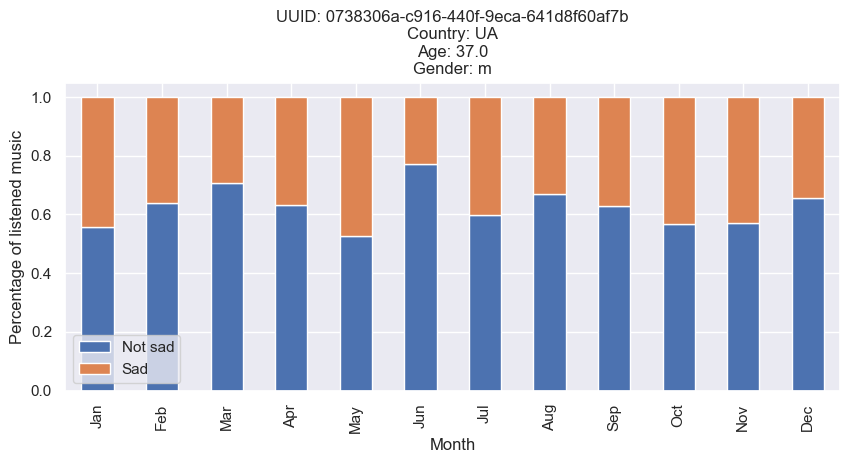 UUID: 0738306a-c916-440f-9eca-641d8f60af7b
Country: UA
Age: 37.0
Gender: m
Percentage of listened music
1.0
0.8
0.6
0.4
0.2
0.0
Not sad
Sad
Jan
Feb
Mar
Apr
May
Jun
Jul
Aug
Sep
Oct
Nov
Dec
Month